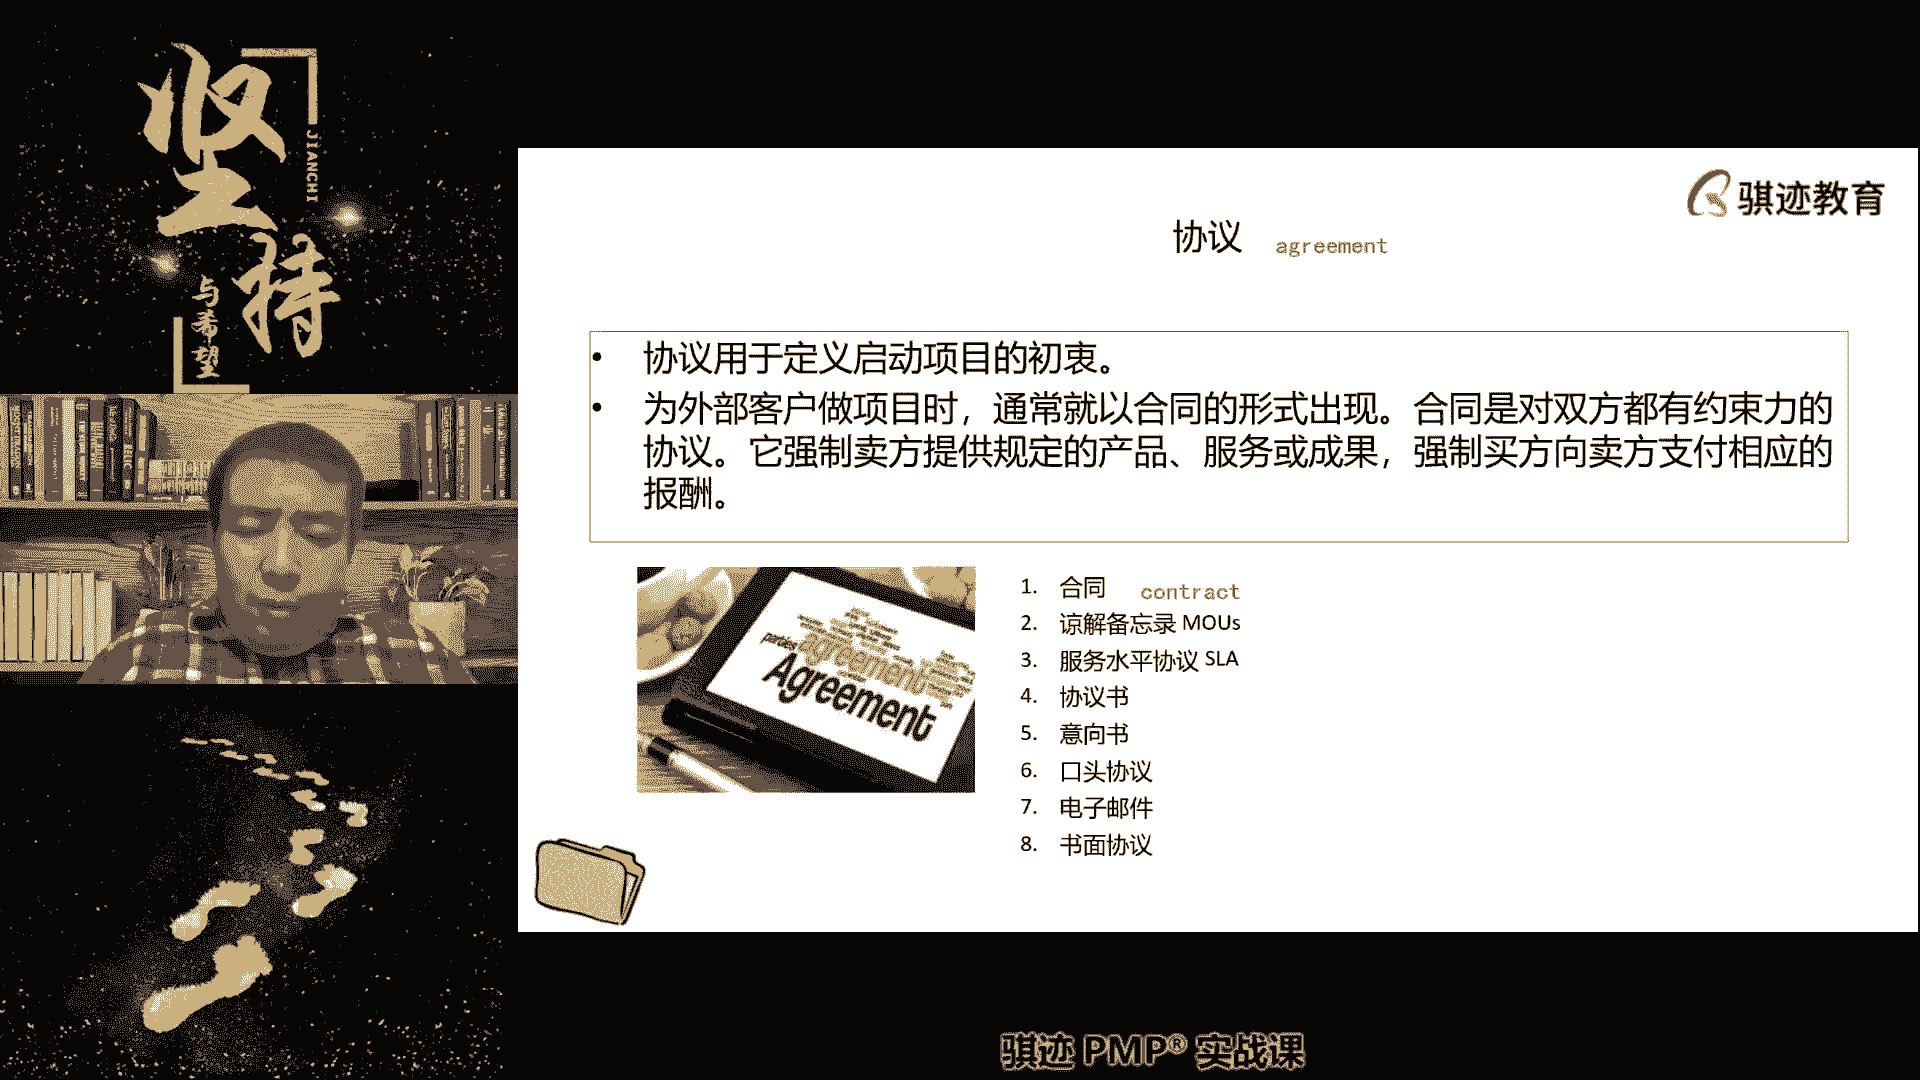 坚持
JIANCHI
与希望
骐迹教育
协议 agreement
• 协议用于定义启动项目的初衷。
• 为外部客户做项目时，通常就以合同的形式出现。合同是对双方都有约束力的
协议。它强制卖方提供规定的产品、服务或成果，强制买方向卖方支付相应的
报酬。
parties
agreement
Agreement
1. 合同 contract
2. 谅解备忘录 MOUs
3. 服务水平协议 SLA
4. 协议书
5. 意向书
6. 口头协议
7. 电子邮件
8. 书面协议
骐迹 PMP® 实战课